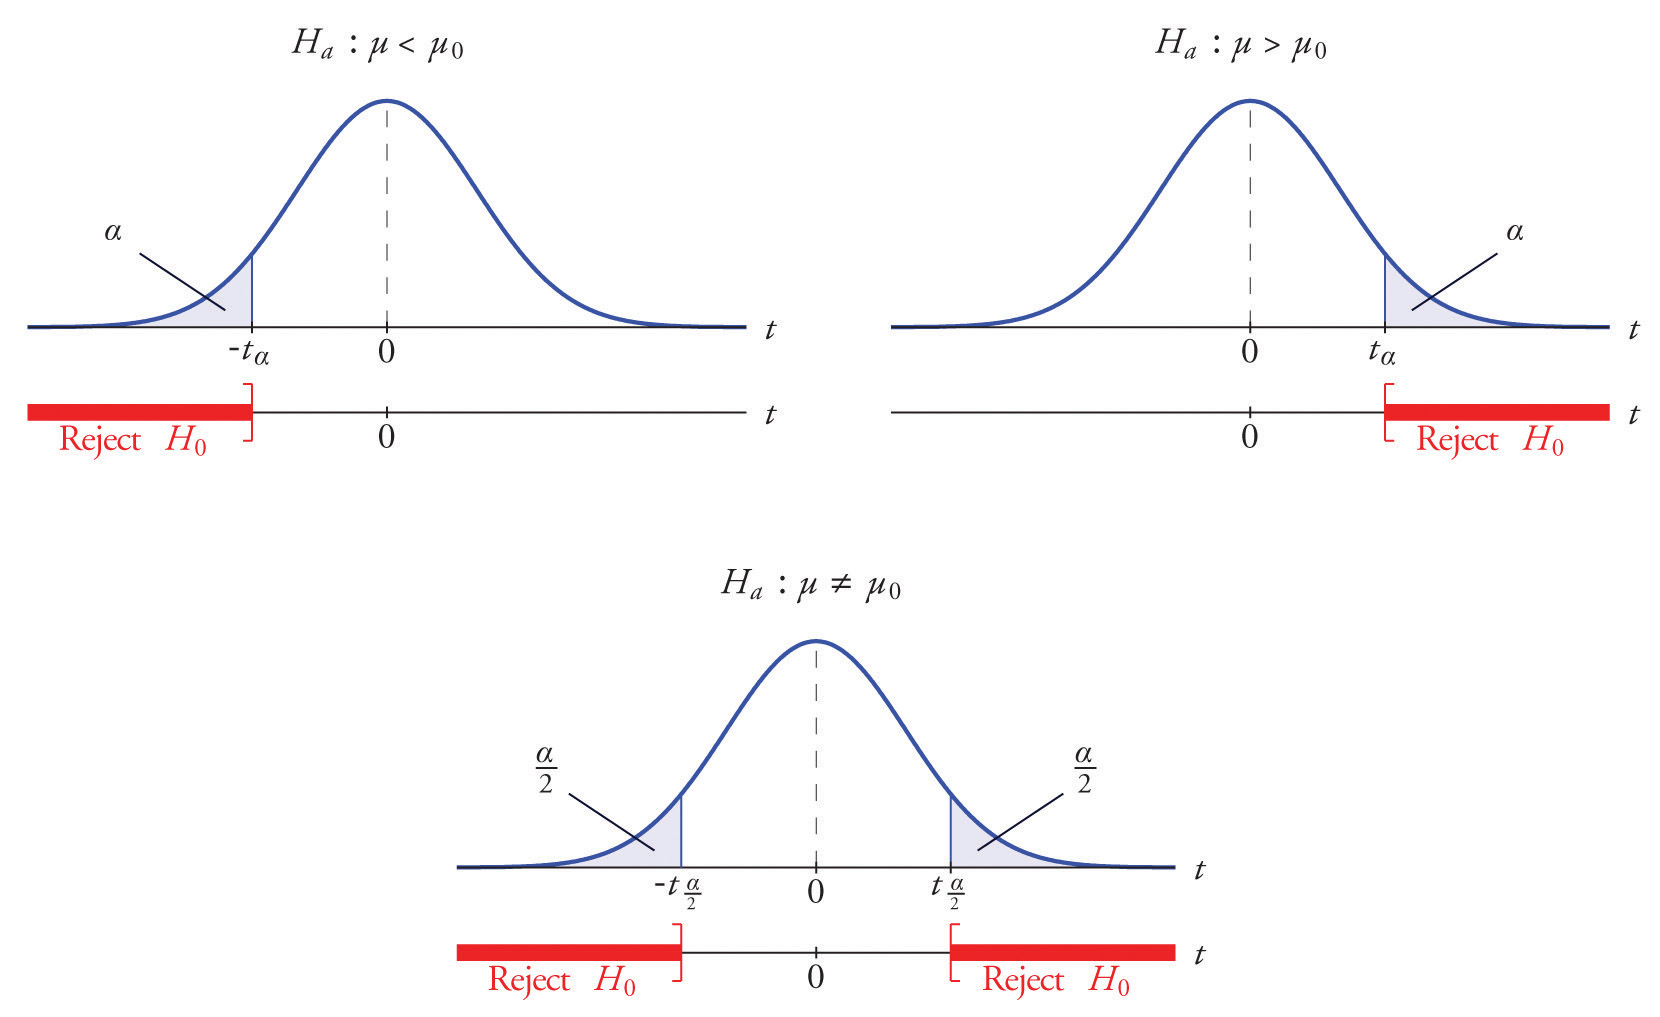 Hₐ : μ < μ₀
α
-tα 0 t
0 t
Reject H₀
Hₐ : μ > μ₀
α
0 tα t
0 t
Reject H₀
Hₐ : μ ≠ μ₀
α/2 α/2
-tα/2 0 tα/2 t
0 t
Reject H₀ Reject H₀